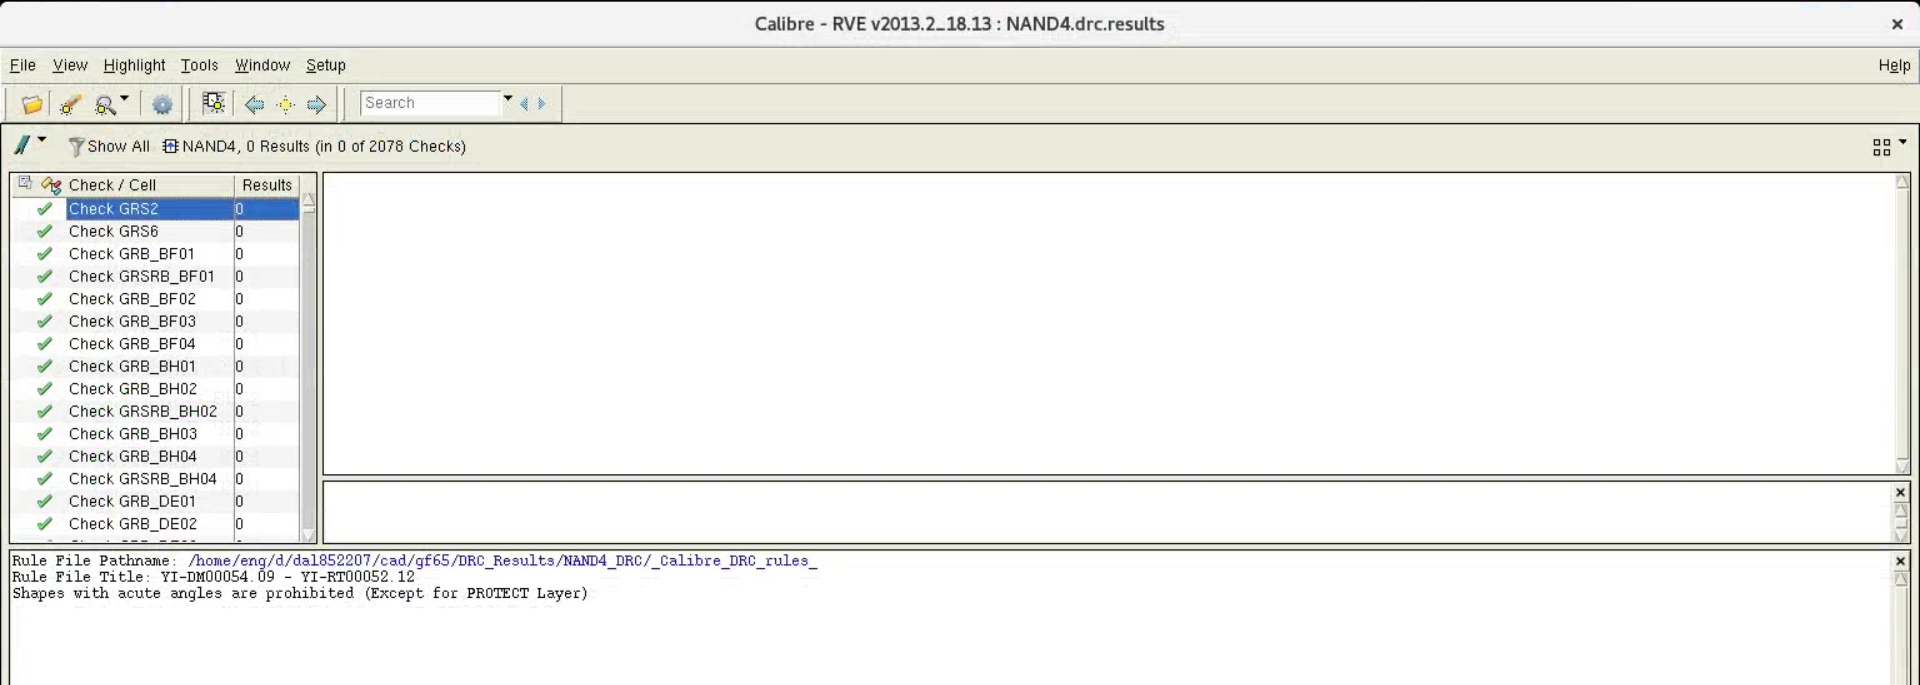 Calibre - RVE v2013.2_18.13 : NAND4.drc.results
File View Highlight Tools Window Setup Help
Search
Show All NAND4, 0 Results (in 0 of 2078 Checks)
Check / Cell Results
Check GRS2 0
Check GRS6 0
Check GRB_BF01 0
Check GRSRB_BF01 0
Check GRB_BF02 0
Check GRB_BF03 0
Check GRB_BF04 0
Check GRB_BH01 0
Check GRB_BH02 0
Check GRSRB_BH02 0
Check GRB_BH03 0
Check GRB_BH04 0
Check GRSRB_BH04 0
Check GRB_DE01 0
Check GRB_DE02 0
Rule File Pathname: /home/eng/d/dal852207/cad/gf65/DRC_Results/NAND4_DRC/_Calibre_DRC_rules_
Rule File Title: YI-DM00054.09 - YI-RT00052.12
Shapes with acute angles are prohibited (Except for PROTECT Layer)